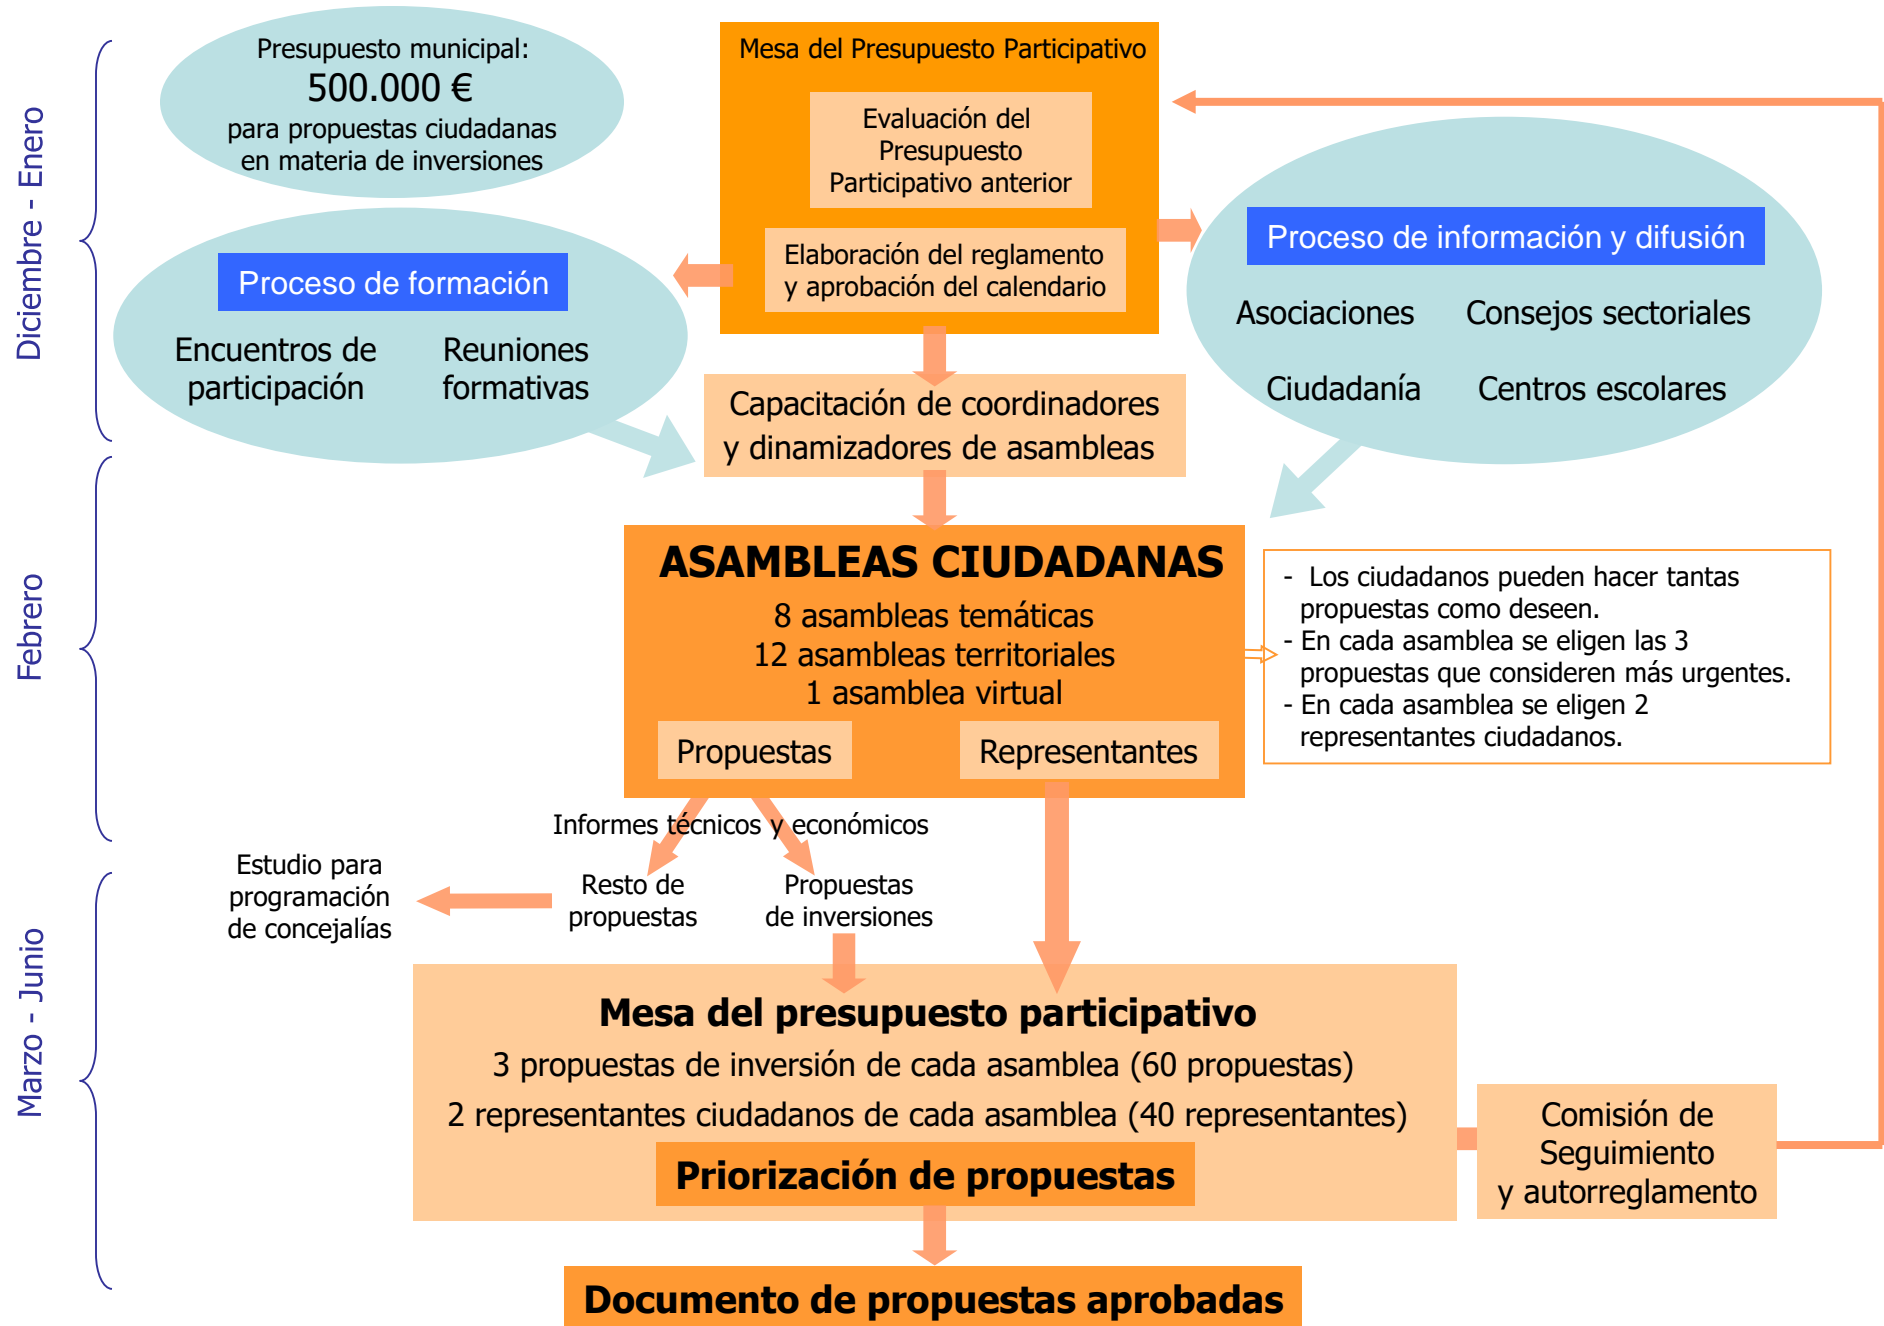 Diciembre - Enero
Presupuesto municipal:
500.000 €
para propuestas ciudadanas
en materia de inversiones
Mesa del Presupuesto Participativo
Evaluación del
Presupuesto
Participativo anterior
Elaboración del reglamento
y aprobación del calendario
Proceso de formación
Encuentros de
participación
Reuniones
formativas
Proceso de información y difusión
Asociaciones
Consejos sectoriales
Ciudadanía
Centros escolares
Capacitación de coordinadores
y dinamizadores de asambleas
Febrero
ASAMBLEAS CIUDADANAS
8 asambleas temáticas
12 asambleas territoriales
1 asamblea virtual
Propuestas
Representantes
- Los ciudadanos pueden hacer tantas
propuestas como deseen.
- En cada asamblea se eligen las 3
propuestas que consideren más urgentes.
- En cada asamblea se eligen 2
representantes ciudadanos.
Informes técnicos y económicos
Marzo - Junio
Estudio para
programación
de concejalías
Resto de
propuestas
Propuestas
de inversiones
Mesa del presupuesto participativo
3 propuestas de inversión de cada asamblea (60 propuestas)
2 representantes ciudadanos de cada asamblea (40 representantes)
Priorización de propuestas
Comisión de
Seguimiento
y autorreglamento
Documento de propuestas aprobadas